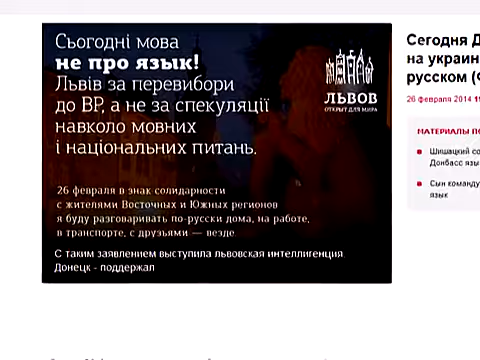 Сьогодні мова
не про язык!
Львів за перевибори
до ВР, а не за спекуляції
навколо мовних
і національних питань.
ЛЬВОВ
ОТКРЫТ ДЛЯ МИРА
26 февраля в знак солидарности
с жителями Восточных и Южных регионов
я буду разговаривать по-русски дома, на работе,
в транспорте, с друзьями — везде
С таким заявлением выступила львовская интеллигенция.
Донецк - поддержал
Сегодня Д
на украин
русском (
26 февраля 2014
МАТЕРИАЛЫ ПО
Шишацкий со
Донбасс язы
Сын команду
язык